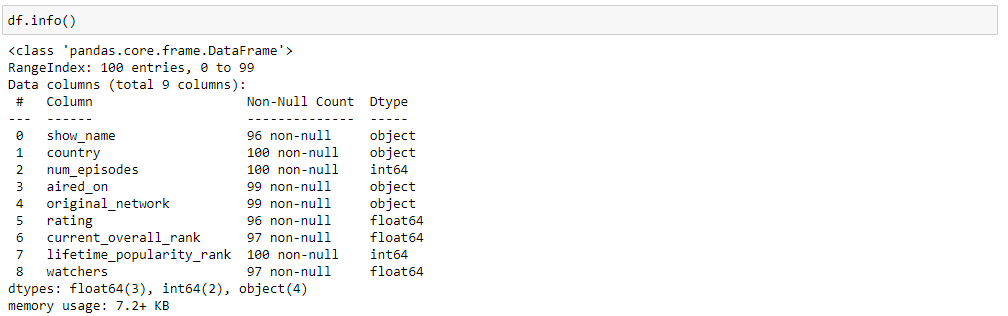 df.info()
<class 'pandas.core.frame.DataFrame'>
RangeIndex: 100 entries, 0 to 99
Data columns (total 9 columns):
 #   Column                   Non-Null Count  Dtype
---  ------                   --------------  -----
 0   show_name                96 non-null     object
 1   country                  100 non-null    object
 2   num_episodes             100 non-null    int64
 3   aired_on                 99 non-null     object
 4   original_network         99 non-null     object
 5   rating                   96 non-null     float64
 6   current_overall_rank     97 non-null     float64
 7   lifetime_popularity_rank 100 non-null    int64
 8   watchers                 97 non-null     float64
dtypes: float64(3), int64(2), object(4)
memory usage: 7.2+ KB